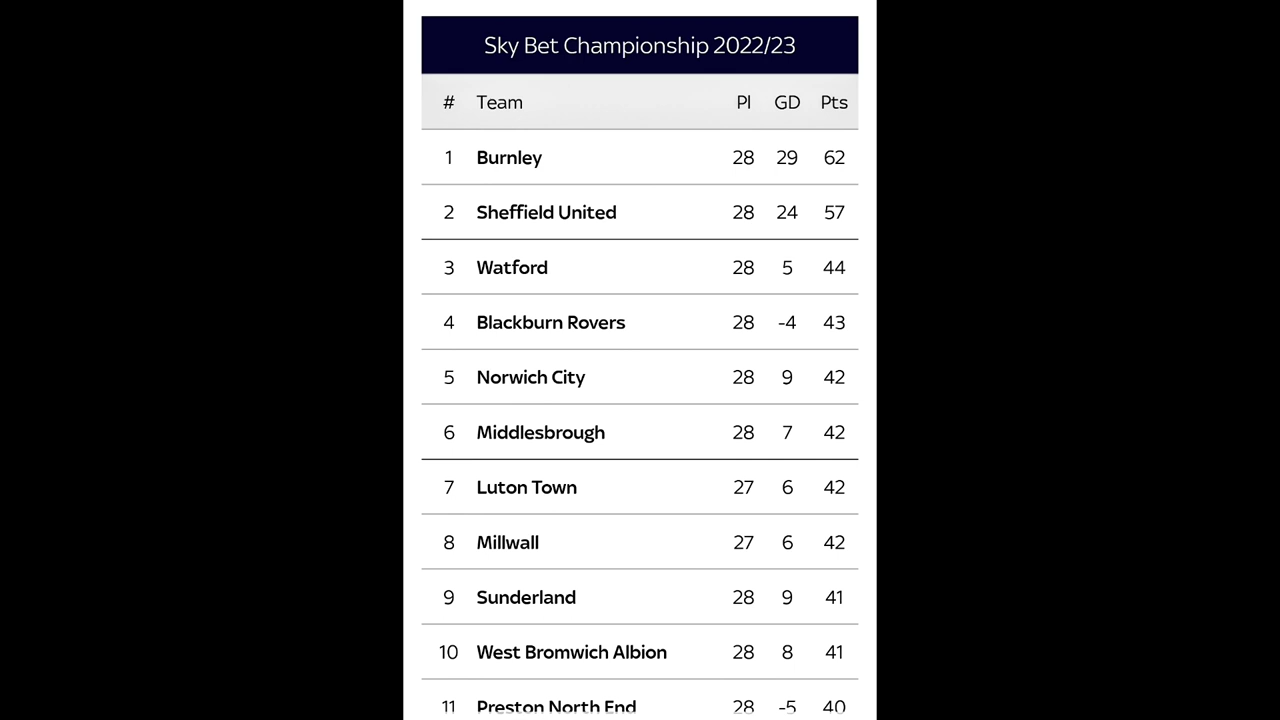 Sky Bet Championship 2022/23
# Team Pl GD Pts
1 Burnley 28 29 62
2 Sheffield United 28 24 57
3 Watford 28 5 44
4 Blackburn Rovers 28 -4 43
5 Norwich City 28 9 42
6 Middlesbrough 28 7 42
7 Luton Town 27 6 42
8 Millwall 27 6 42
9 Sunderland 28 9 41
10 West Bromwich Albion 28 8 41
11 Preston North End 28 -5 40